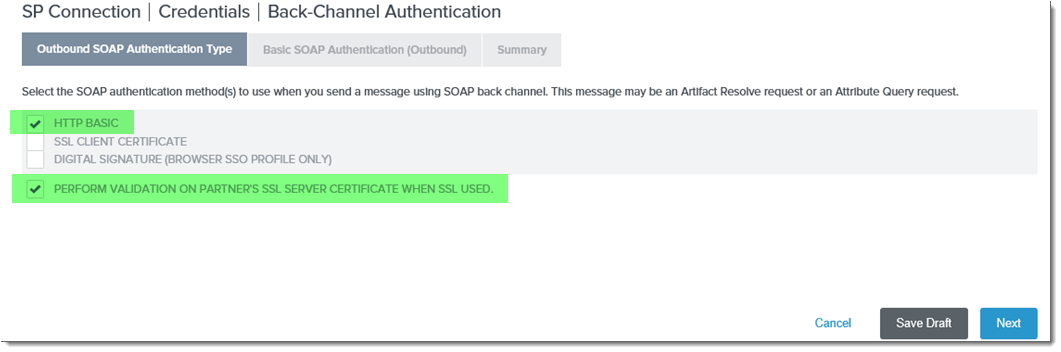 SP Connection | Credentials | Back-Channel Authentication
Outbound SOAP Authentication Type Basic SOAP Authentication (Outbound) Summary
Select the SOAP authentication method(s) to use when you send a message using SOAP back channel. This message may be an Artifact Resolve request or an Attribute Query request.
HTTP BASIC
SSL CLIENT CERTIFICATE
DIGITAL SIGNATURE (BROWSER SSO PROFILE ONLY)
PERFORM VALIDATION ON PARTNER'S SSL SERVER CERTIFICATE WHEN SSL USED.
Cancel Save Draft Next